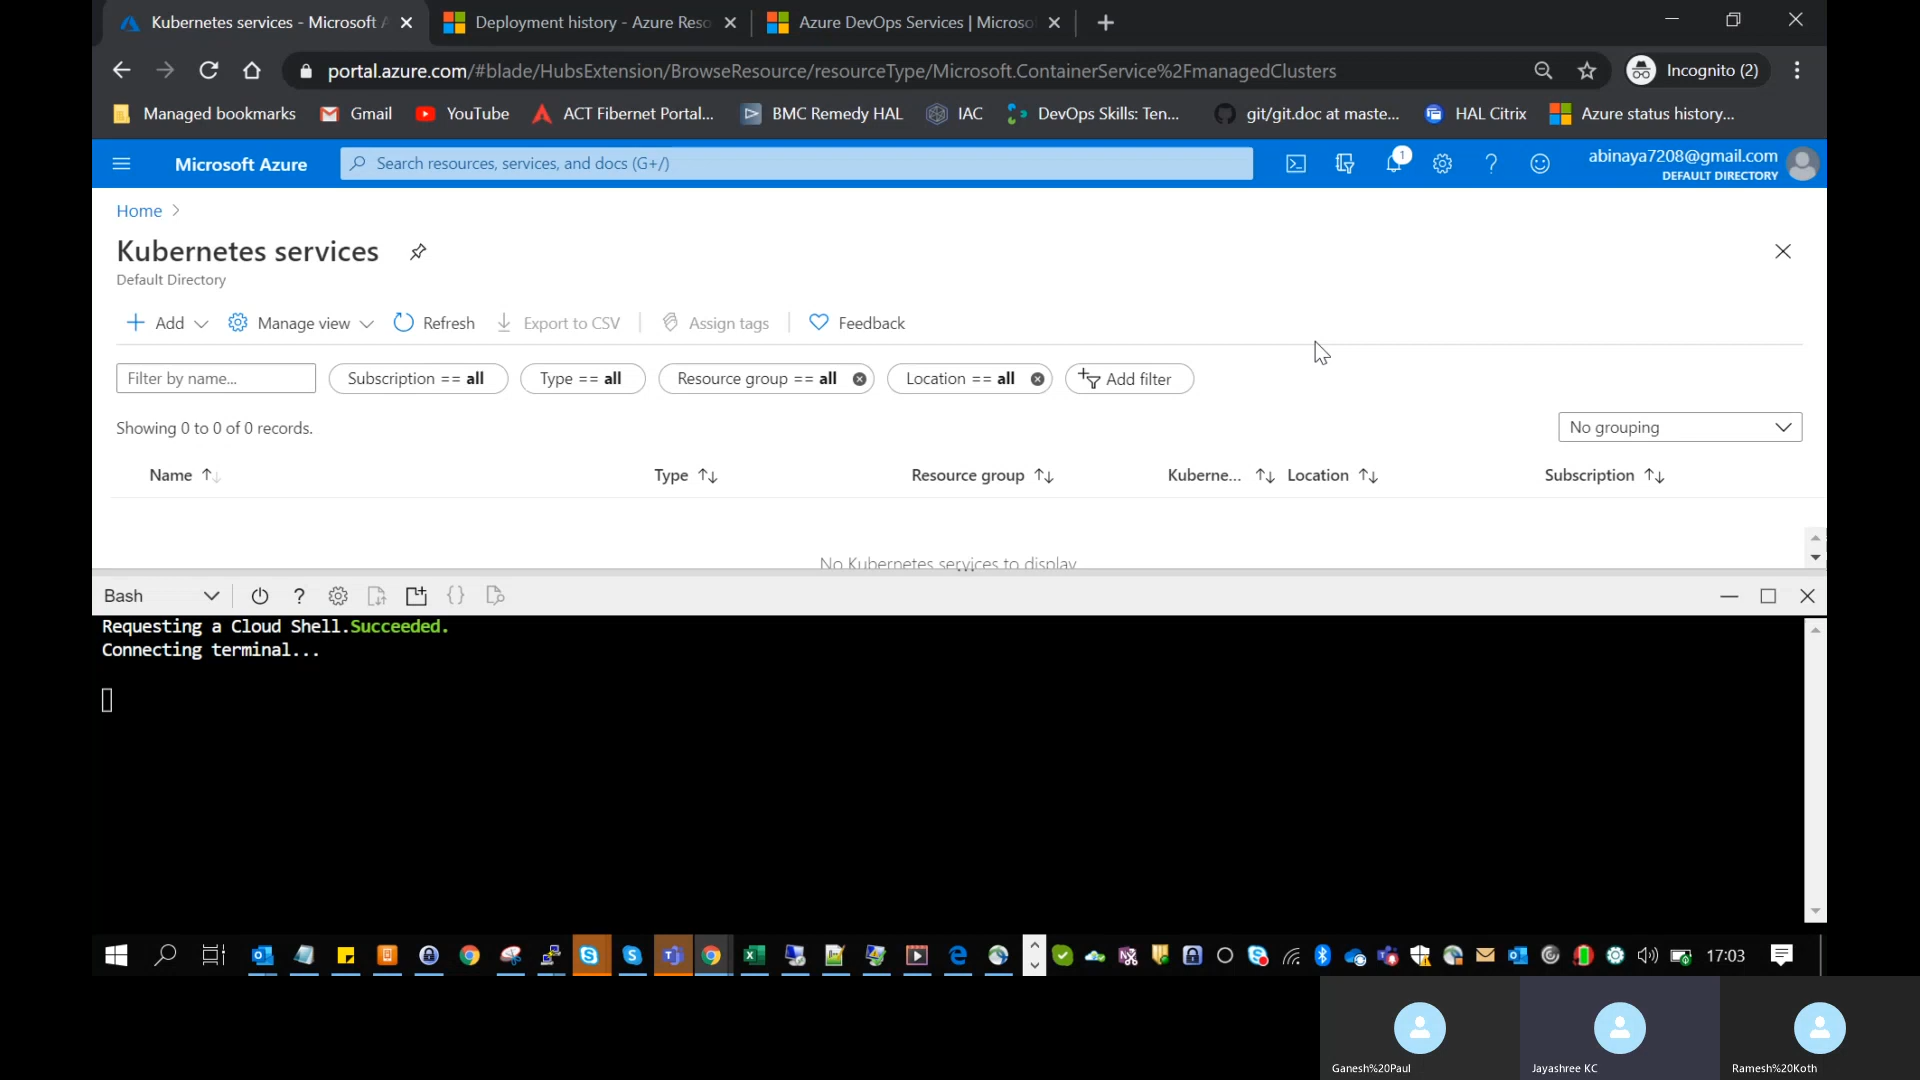 Kubernetes services - Microsoft A
Deployment history - Azure Reso
Azure DevOps Services | Microso
portal.azure.com/#blade/HubsExtension/BrowseResource/resourceType/Microsoft.ContainerService%2FmanagedClusters
Incognito (2)
Managed bookmarks
Gmail
YouTube
ACT Fibernet Portal...
BMC Remedy HAL
IAC
DevOps Skills: Ten...
git/git.doc at maste...
HAL Citrix
Azure status history...
Microsoft Azure
Search resources, services, and docs (G+/)
1
abinaya7208@gmail.com
DEFAULT DIRECTORY
Home
Kubernetes services
Default Directory
Add
Manage view
Refresh
Export to CSV
Assign tags
Feedback
Filter by name...
Subscription == all
Type == all
Resource group == all
Location == all
Add filter
Showing 0 to 0 of 0 records.
No grouping
Name
Type
Resource group
Kuberne...
Location
Subscription
No Kubernetes services to display
Bash
Requesting a Cloud Shell.Succeeded.
Connecting terminal...
17:03
Ganesh%20Paul
Jayashree KC
Ramesh%20Koth